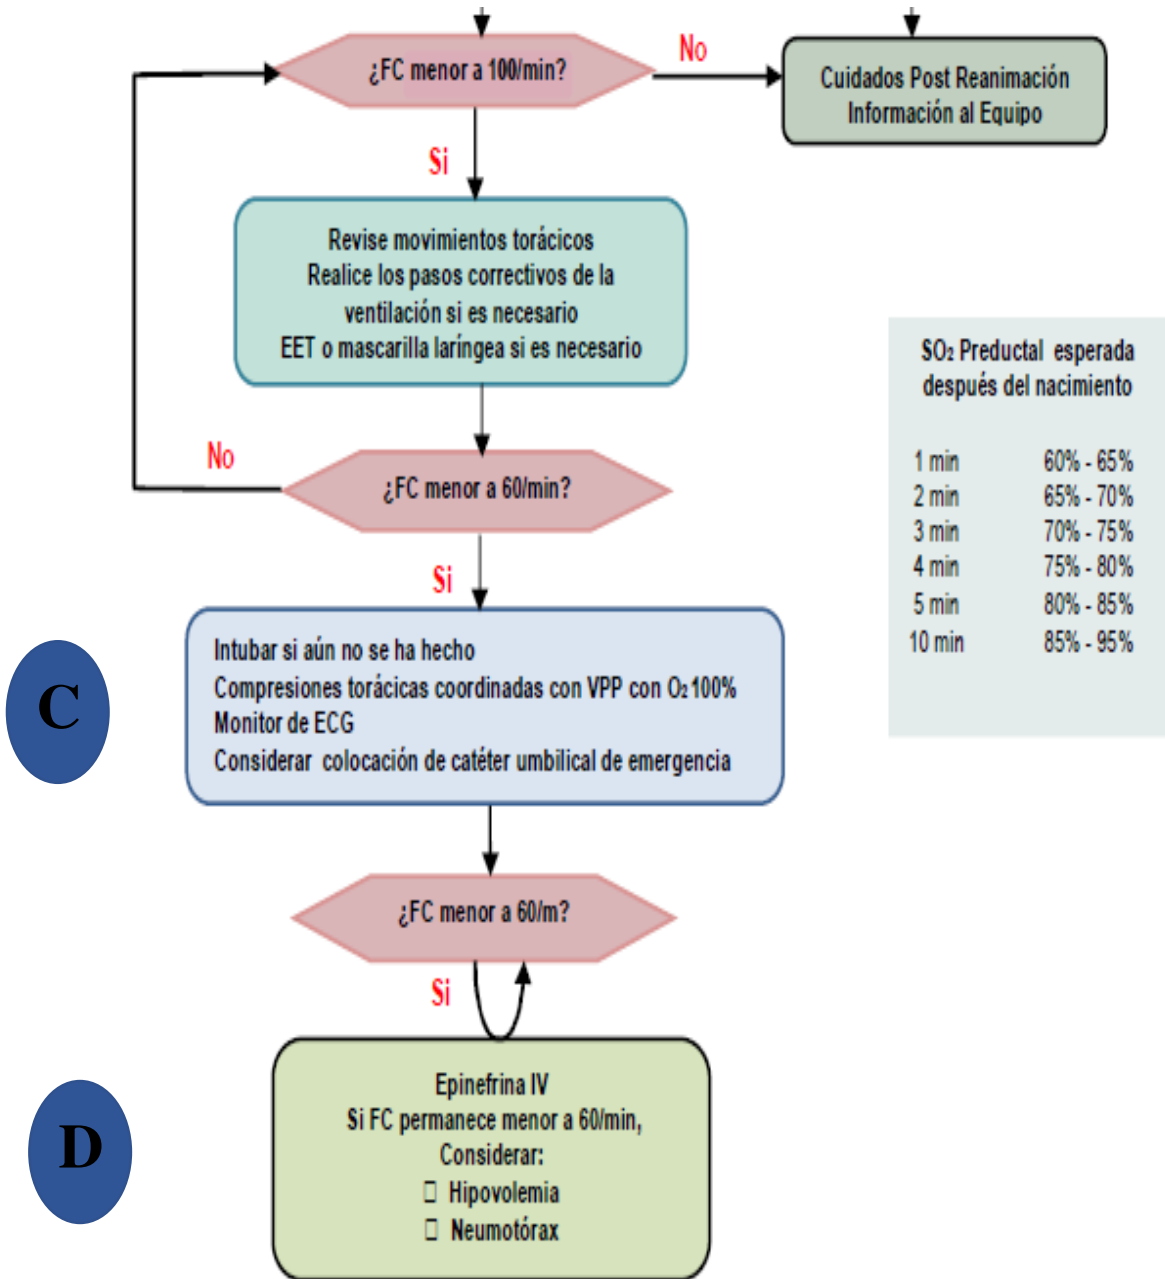 ¿FC menor a 100/min?
No
Cuidados Post Reanimación
Información al Equipo
Si
Revise movimientos torácicos
Realice los pasos correctivos de la
ventilación si es necesario
EET o mascarilla laríngea si es necesario
SO₂ Preductal esperada
después del nacimiento
1 min 60% - 65%
2 min 65% - 70%
3 min 70% - 75%
4 min 75% - 80%
5 min 80% - 85%
10 min 85% - 95%
No
¿FC menor a 60/min?
Si
C
Intubar si aún no se ha hecho
Compresiones torácicas coordinadas con VPP con O₂ 100%
Monitor de ECG
Considerar colocación de catéter umbilical de emergencia
¿FC menor a 60/m?
Si
D
Epinefrina IV
Si FC permanece menor a 60/min,
Considerar:
▯ Hipovolemia
▯ Neumotórax